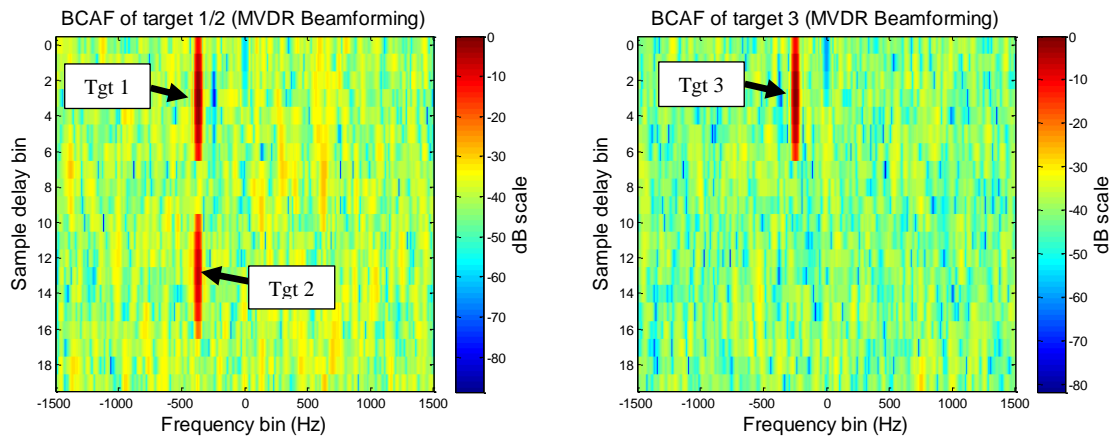 BCAF of target 1/2 (MVDR Beamforming)
0
2
4
6
8
10
12
14
16
18
Sample delay bin
Tgt 1
Tgt 2
-1500 -1000 -500 0 500 1000 1500
Frequency bin (Hz)
0
-10
-20
-30
-40
-50
-60
-70
-80
dB scale
BCAF of target 3 (MVDR Beamforming)
0
2
4
6
8
10
12
14
16
18
Sample delay bin
Tgt 3
-1500 -1000 -500 0 500 1000 1500
Frequency bin (Hz)
0
-10
-20
-30
-40
-50
-60
-70
-80
dB scale